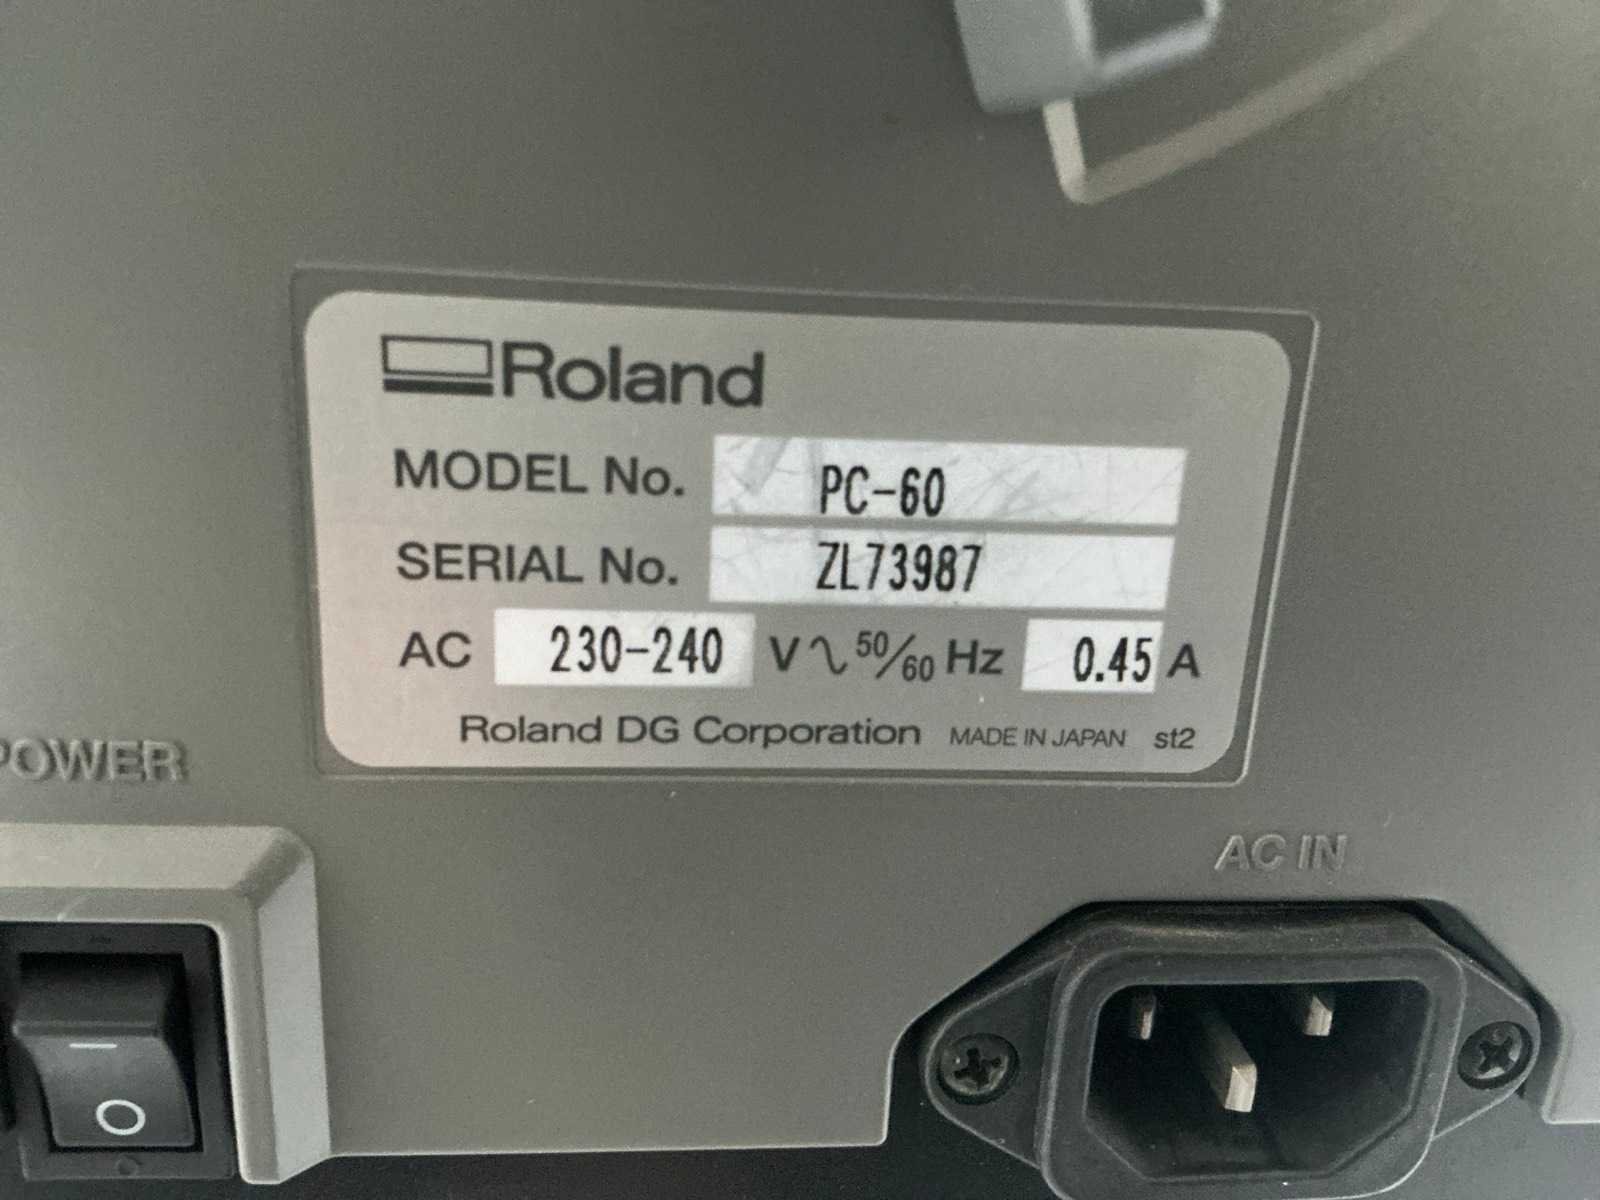 Roland
MODEL No. PC-60
SERIAL No. ZL73987
AC 230-240 V∿ 50/60 Hz 0.45 A
Roland DG Corporation MADE IN JAPAN st2
POWER
AC IN